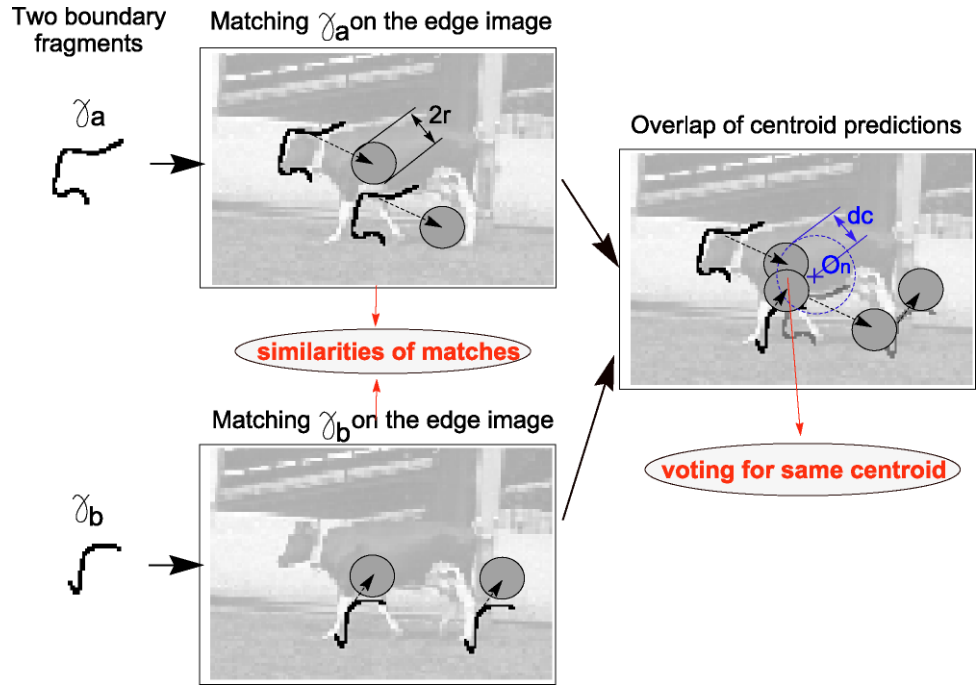 Two boundary
fragments
γa
Matching γa on the edge image
2r
similarities of matches
Matching γb on the edge image
γb
Overlap of centroid predictions
dc
On
voting for same centroid